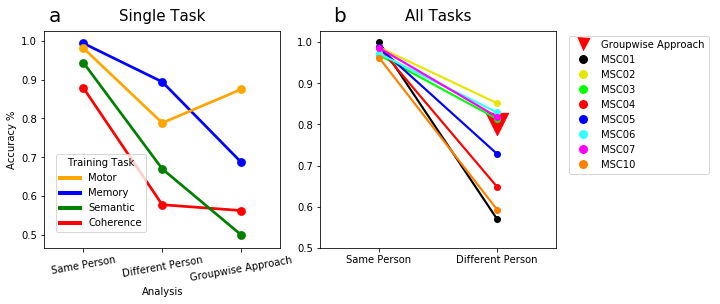 a
Single Task
Accuracy %
1.0
0.9
0.8
0.7
0.6
0.5
Training Task
Motor
Memory
Semantic
Coherence
Same Person
Different Person
Groupwise Approach
Analysis
b
All Tasks
1.0
0.9
0.8
0.7
0.6
0.5
Same Person
Different Person
Groupwise Approach
MSC01
MSC02
MSC03
MSC04
MSC05
MSC06
MSC07
MSC10